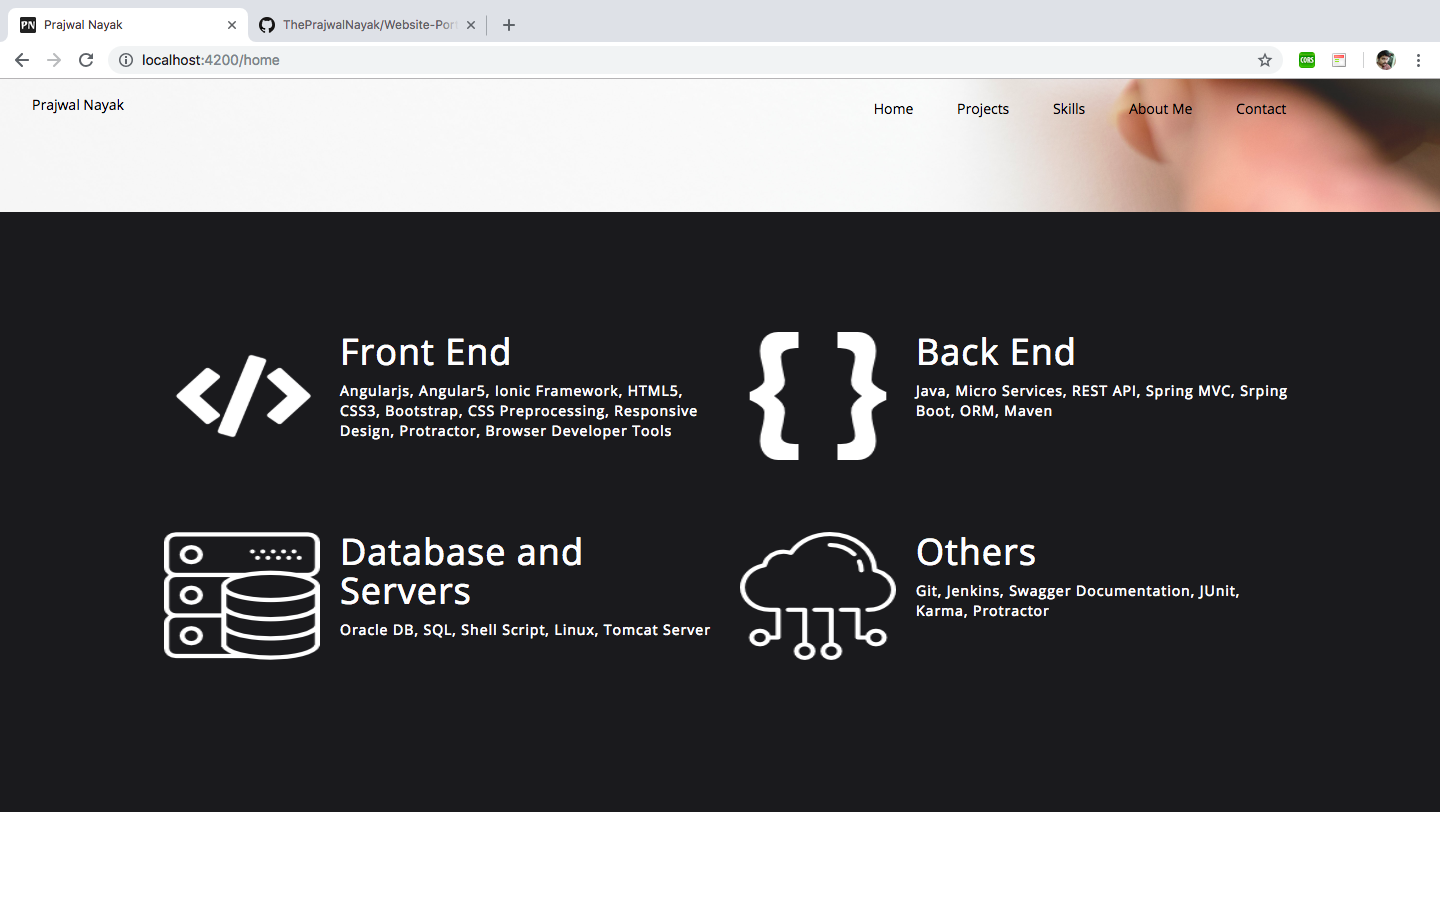 PN Prajwal Nayak
ThePrajwalNayak/Website-Por
localhost:4200/home
CORS
Prajwal Nayak
Home Projects Skills About Me Contact
Front End
Angularjs, Angular5, Ionic Framework, HTML5,
CSS3, Bootstrap, CSS Preprocessing, Responsive
Design, Protractor, Browser Developer Tools
Back End
Java, Micro Services, REST API, Spring MVC, Srping
Boot, ORM, Maven
Database and
Servers
Oracle DB, SQL, Shell Script, Linux, Tomcat Server
Others
Git, Jenkins, Swagger Documentation, JUnit,
Karma, Protractor